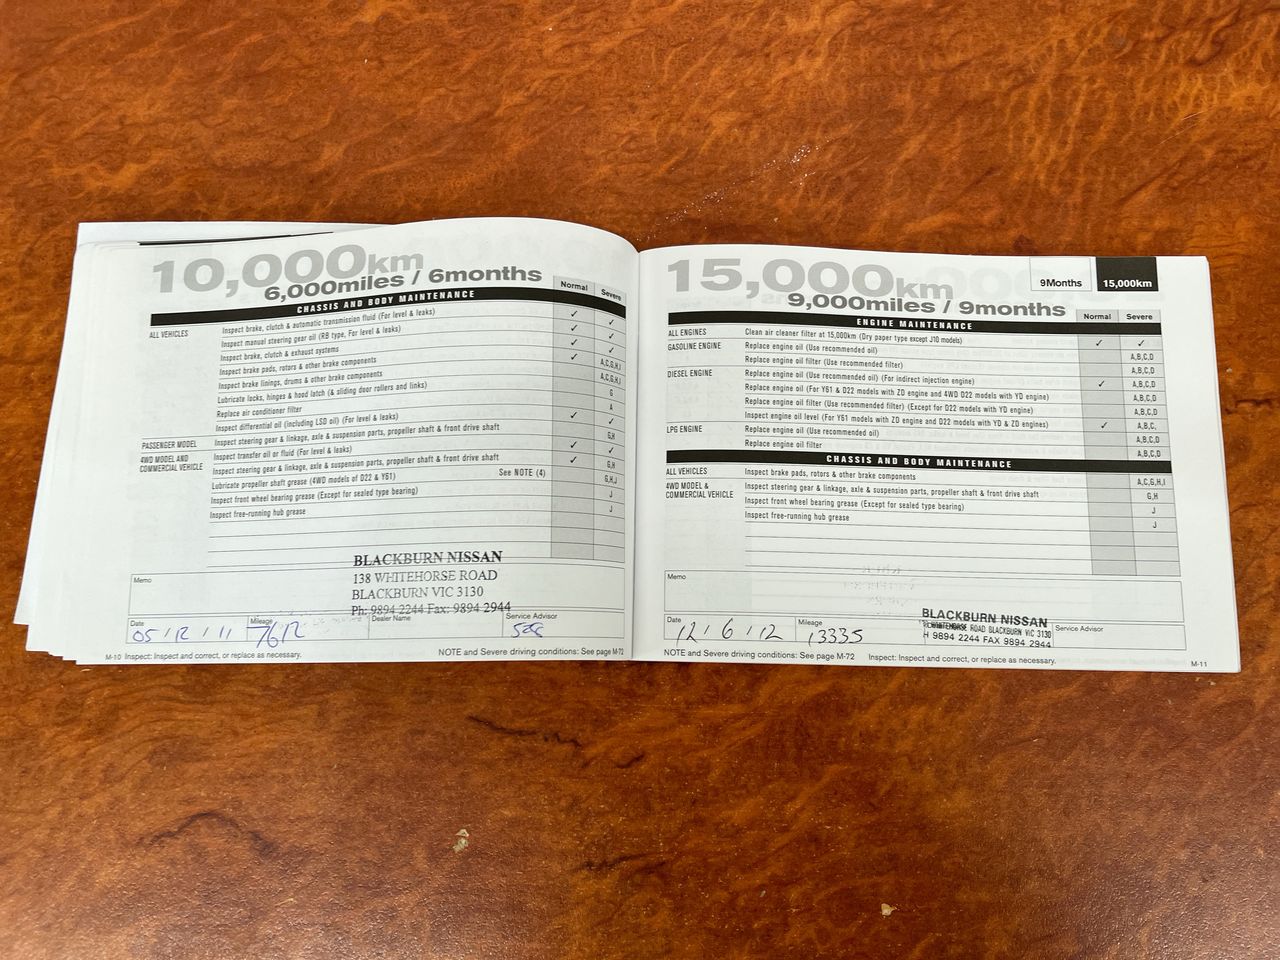 10,000km
6,000miles / 6months
Normal Severe
CHASSIS AND BODY MAINTENANCE
ALL VEHICLES Inspect brake, clutch & automatic transmission fluid (For level & leaks) ✓ ✓
Inspect manual steering gear oil (RB type, For level & leaks) ✓ ✓
Inspect brake, clutch & exhaust systems ✓ ✓
Inspect brake pads, rotors & other brake components ✓ A,C,G,H,I
Inspect brake linings, drums & other brake components A,C,G,H,I
Lubricate locks, hinges & hood latch (& sliding door rollers and links) G
Replace air conditioner filter A
Inspect differential oil (including LSD oil) (For level & leaks) ✓ ✓
PASSENGER MODEL Inspect steering gear & linkage, axle & suspension parts, propeller shaft & front drive shaft G,H
4WD MODEL AND COMMERCIAL VEHICLE Inspect transfer oil or fluid (For level & leaks) ✓ ✓
Inspect steering gear & linkage, axle & suspension parts, propeller shaft & front drive shaft ✓ G,H
Lubricate propeller shaft grease (4WD models of D22 & Y61) See NOTE (4) G,H,J
Inspect front wheel bearing grease (Except for sealed type bearing) J
Inspect free-running hub grease J
BLACKBURN NISSAN
138 WHITEHORSE ROAD
BLACKBURN VIC 3130
Ph: 9894 2244 Fax: 9894 2944
Memo
Date Mileage Dealer Name Service Advisor
05 / 12 / 11 7612
M-10 Inspect: Inspect and correct, or replace as necessary. NOTE and Severe driving conditions: See page M-72
15,000km
9,000miles / 9months
9Months 15,000km
Normal Severe
ENGINE MAINTENANCE
ALL ENGINES Clean air cleaner filter at 15,000km (Dry paper type except J10 models) ✓ ✓
GASOLINE ENGINE Replace engine oil (Use recommended oil) A,B,C,D
Replace engine oil filter (Use recommended filter) A,B,C,D
DIESEL ENGINE Replace engine oil (Use recommended oil) (For indirect injection engine) ✓ A,B,C,D
Replace engine oil (For Y61 & D22 models with ZD engine and 4WD D22 models with YD engine) A,B,C,D
Replace engine oil filter (Use recommended filter) (Except for D22 models with YD engine) A,B,C,D
Inspect engine oil level (For Y61 models with ZD engine and D22 models with YD & ZD engines) ✓ A,B,C,
LPG ENGINE Replace engine oil (Use recommended oil) A,B,C,D
Replace engine oil filter A,B,C,D
CHASSIS AND BODY MAINTENANCE
ALL VEHICLES Inspect brake pads, rotors & other brake components A,C,G,H,I
4WD MODEL & COMMERCIAL VEHICLE Inspect steering gear & linkage, axle & suspension parts, propeller shaft & front drive shaft G,H
Inspect front wheel bearing grease (Except for sealed type bearing) J
Inspect free-running hub grease J
Memo
BLACKBURN NISSAN
ROAD BLACKBURN VIC 3130
H 9894 2244 FAX 9894 2944
Date Mileage Service Advisor
12 / 6 / 12 13335
NOTE and Severe driving conditions: See page M-72 Inspect: Inspect and correct, or replace as necessary. M-11